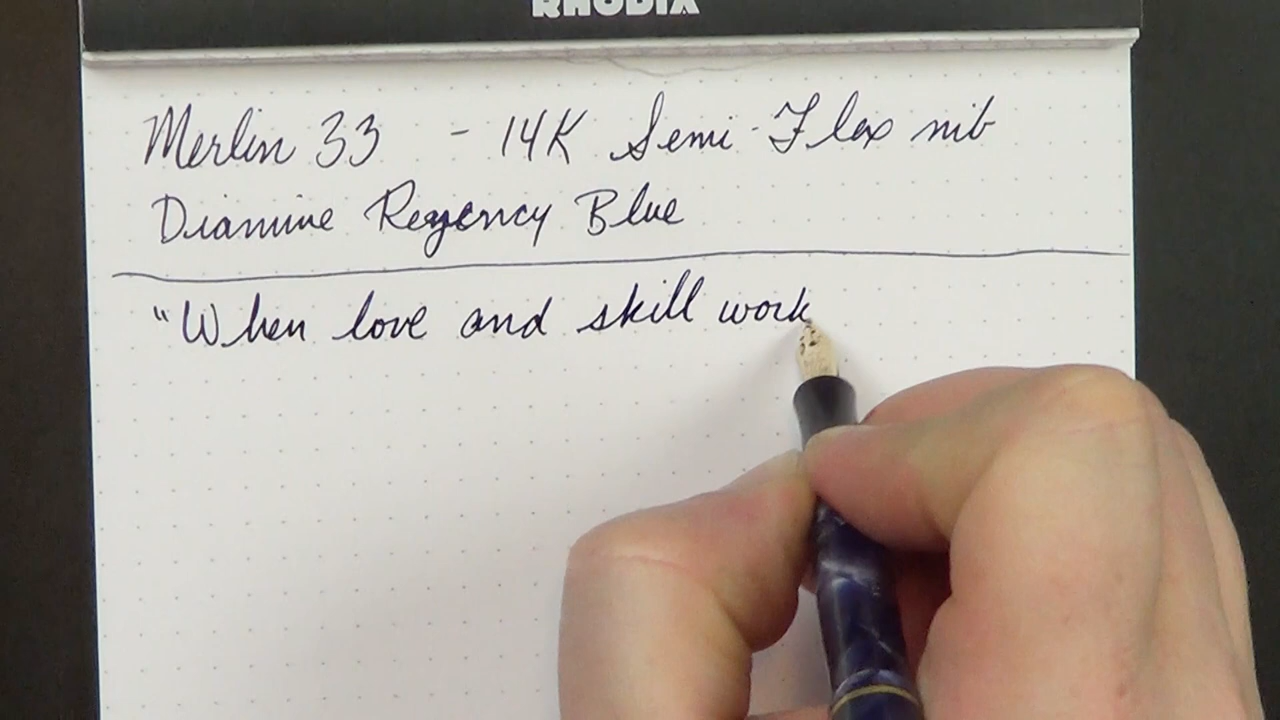 RHODIA
Merlin 33 - 14K Semi-Flex nib
Diamine Regency Blue
"When love and skill work